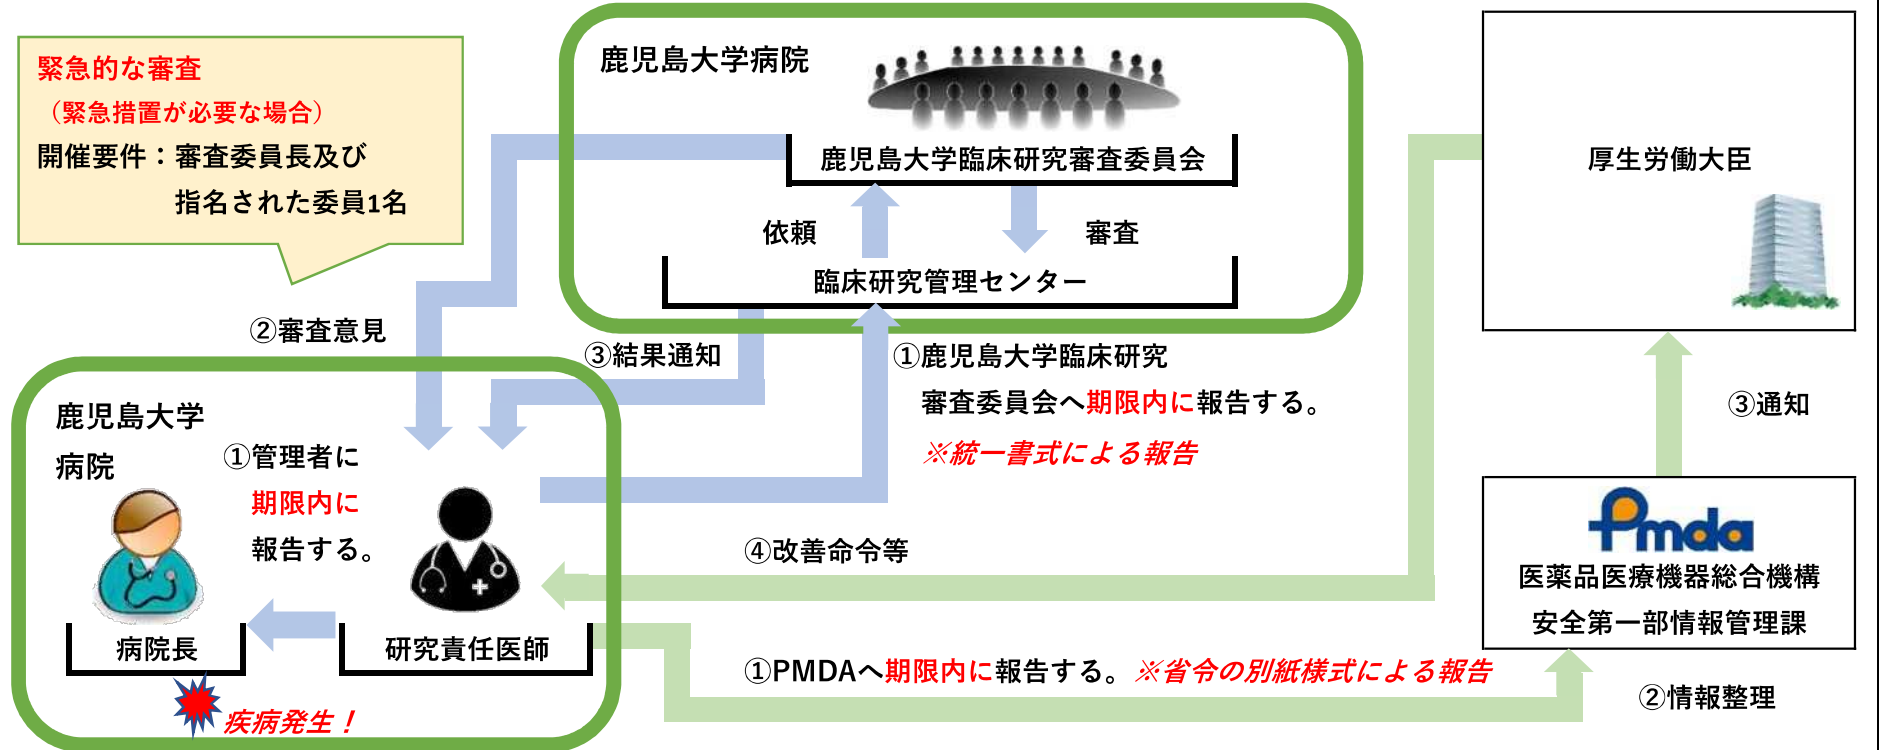 緊急的な審査
（緊急措置が必要な場合）
開催要件：審査委員長及び
指名された委員1名
鹿児島大学病院
鹿児島大学臨床研究審査委員会
依頼
審査
臨床研究管理センター
厚生労働大臣
②審査意見
③結果通知
①鹿児島大学臨床研究
審査委員会へ期限内に報告する。
※統一書式による報告
③通知
鹿児島大学
病院
①管理者に
期限内に
報告する。
病院長
研究責任医師
疾病発生！
④改善命令等
①PMDAへ期限内に報告する。※省令の別紙様式による報告
Pmda
医薬品医療機器総合機構
安全第一部情報管理課
②情報整理